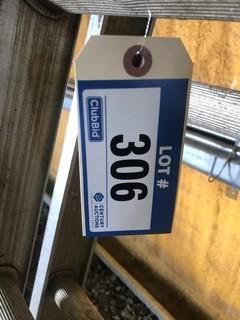 LOT #
306
ClubBid
CENTURY
AUCTIONS